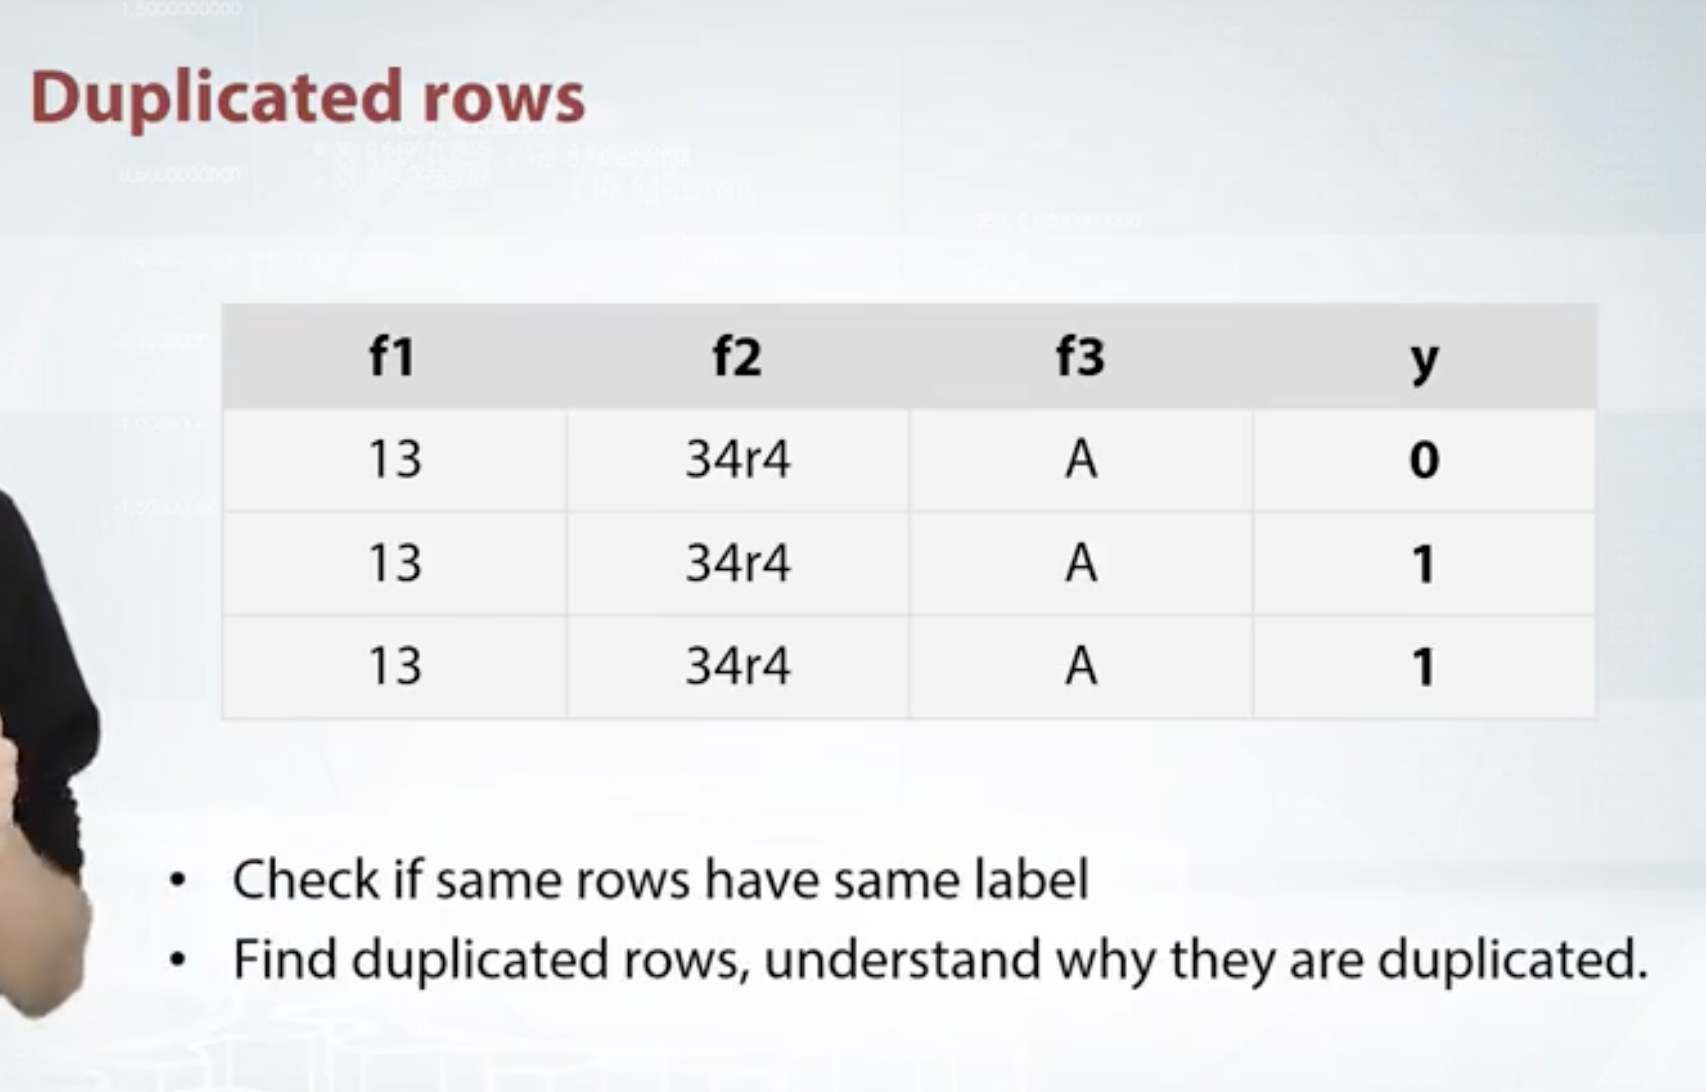 Duplicated rows
f1 f2 f3 y
13 34r4 A 0
13 34r4 A 1
13 34r4 A 1
• Check if same rows have same label
• Find duplicated rows, understand why they are duplicated.